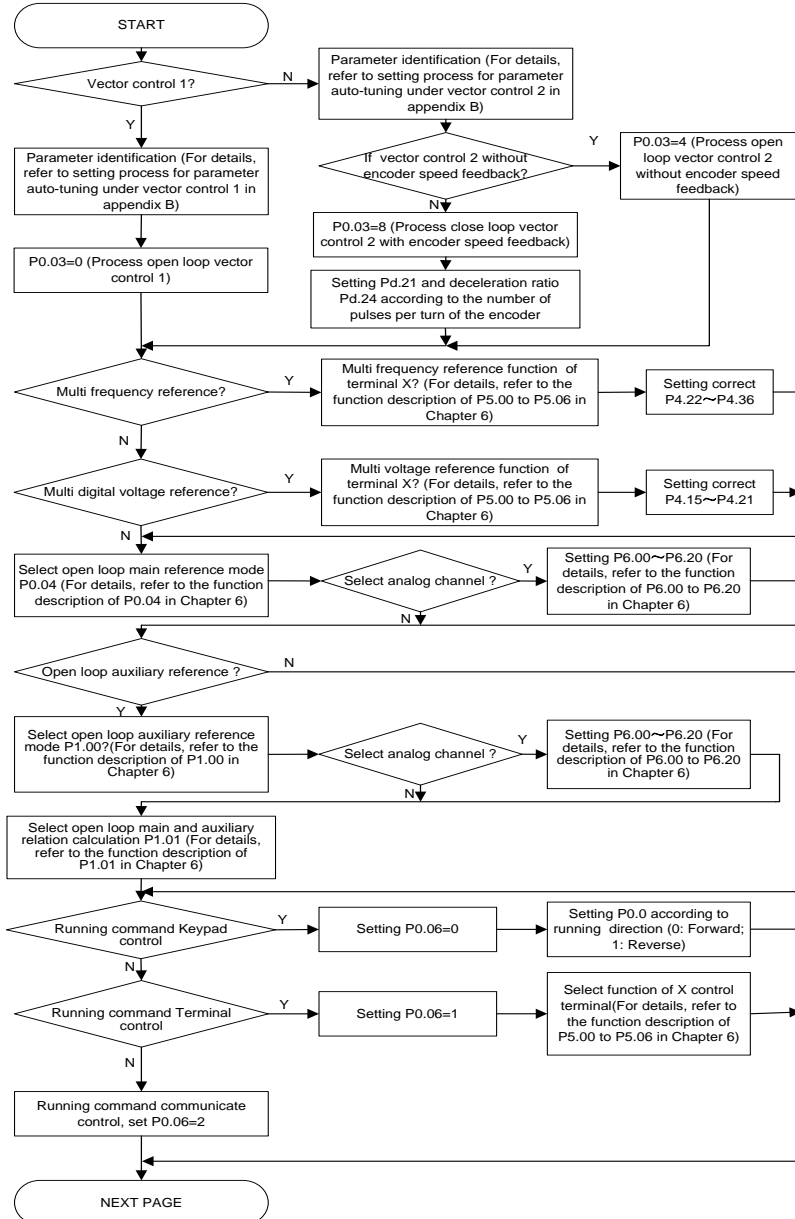 START
Vector control 1?
N
Parameter identification (For details,
refer to setting process for parameter
auto-tuning under vector control 2 in
appendix B)
Y
Parameter identification (For details,
refer to setting process for parameter
auto-tuning under vector control 1 in
appendix B)
If vector control 2 without
encoder speed feedback?
Y
P0.03=4 (Process open
loop vector control 2
without encoder speed
feedback)
N
P0.03=8 (Process close loop vector
control 2 with encoder speed feedback)
P0.03=0 (Process open loop vector
control 1)
Setting Pd.21 and deceleration ratio
Pd.24 according to the number of
pulses per turn of the encoder
Multi frequency reference?
Y
Multi frequency reference function of
terminal X? (For details, refer to the
function description of P5.00 to P5.06 in
Chapter 6)
Setting correct
P4.22～P4.36
N
Multi digital voltage reference?
Y
Multi voltage reference function of
terminal X? (For details, refer to the
function description of P5.00 to P5.06 in
Chapter 6)
Setting correct
P4.15～P4.21
N
Select open loop main reference mode
P0.04 (For details, refer to the function
description of P0.04 in Chapter 6)
Select analog channel ?
Y
Setting P6.00～P6.20 (For
details, refer to the function
description of P6.00 to P6.20
in Chapter 6)
N
Open loop auxiliary reference ?
N
Y
Select open loop auxiliary reference
mode P1.00?(For details, refer to the
function description of P1.00 in
Chapter 6)
Select analog channel ?
Y
Setting P6.00～P6.20 (For
details, refer to the function
description of P6.00 to P6.20
in Chapter 6)
N
Select open loop main and auxiliary
relation calculation P1.01 (For details,
refer to the function description of
P1.01 in Chapter 6)
Running command Keypad
control
Y
Setting P0.06=0
Setting P0.0 according to
running direction (0: Forward;
1: Reverse)
N
Running command Terminal
control
Y
Setting P0.06=1
Select function of X control
terminal(For details, refer to
the function description of
P5.00 to P5.06 in Chapter 6)
N
Running command communicate
control, set P0.06=2
NEXT PAGE